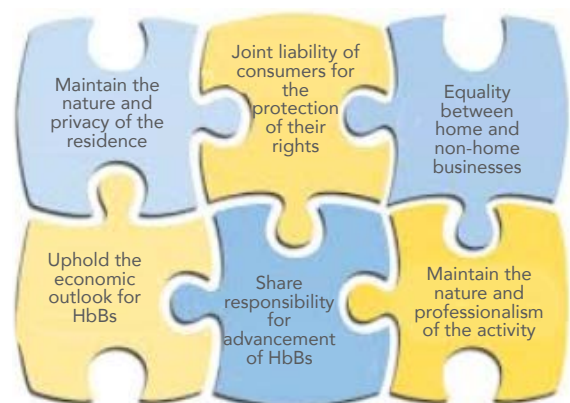 Maintain the
nature and
privacy of the
residence
Joint liability of
consumers for
the
protection
of their
rights
Equality
between
home and
non-home
businesses
Uphold the
economic
outlook for
HbBs
Share
responsibility
for
advancement
of HbBs
Maintain the
nature and
professionalism
of the activity